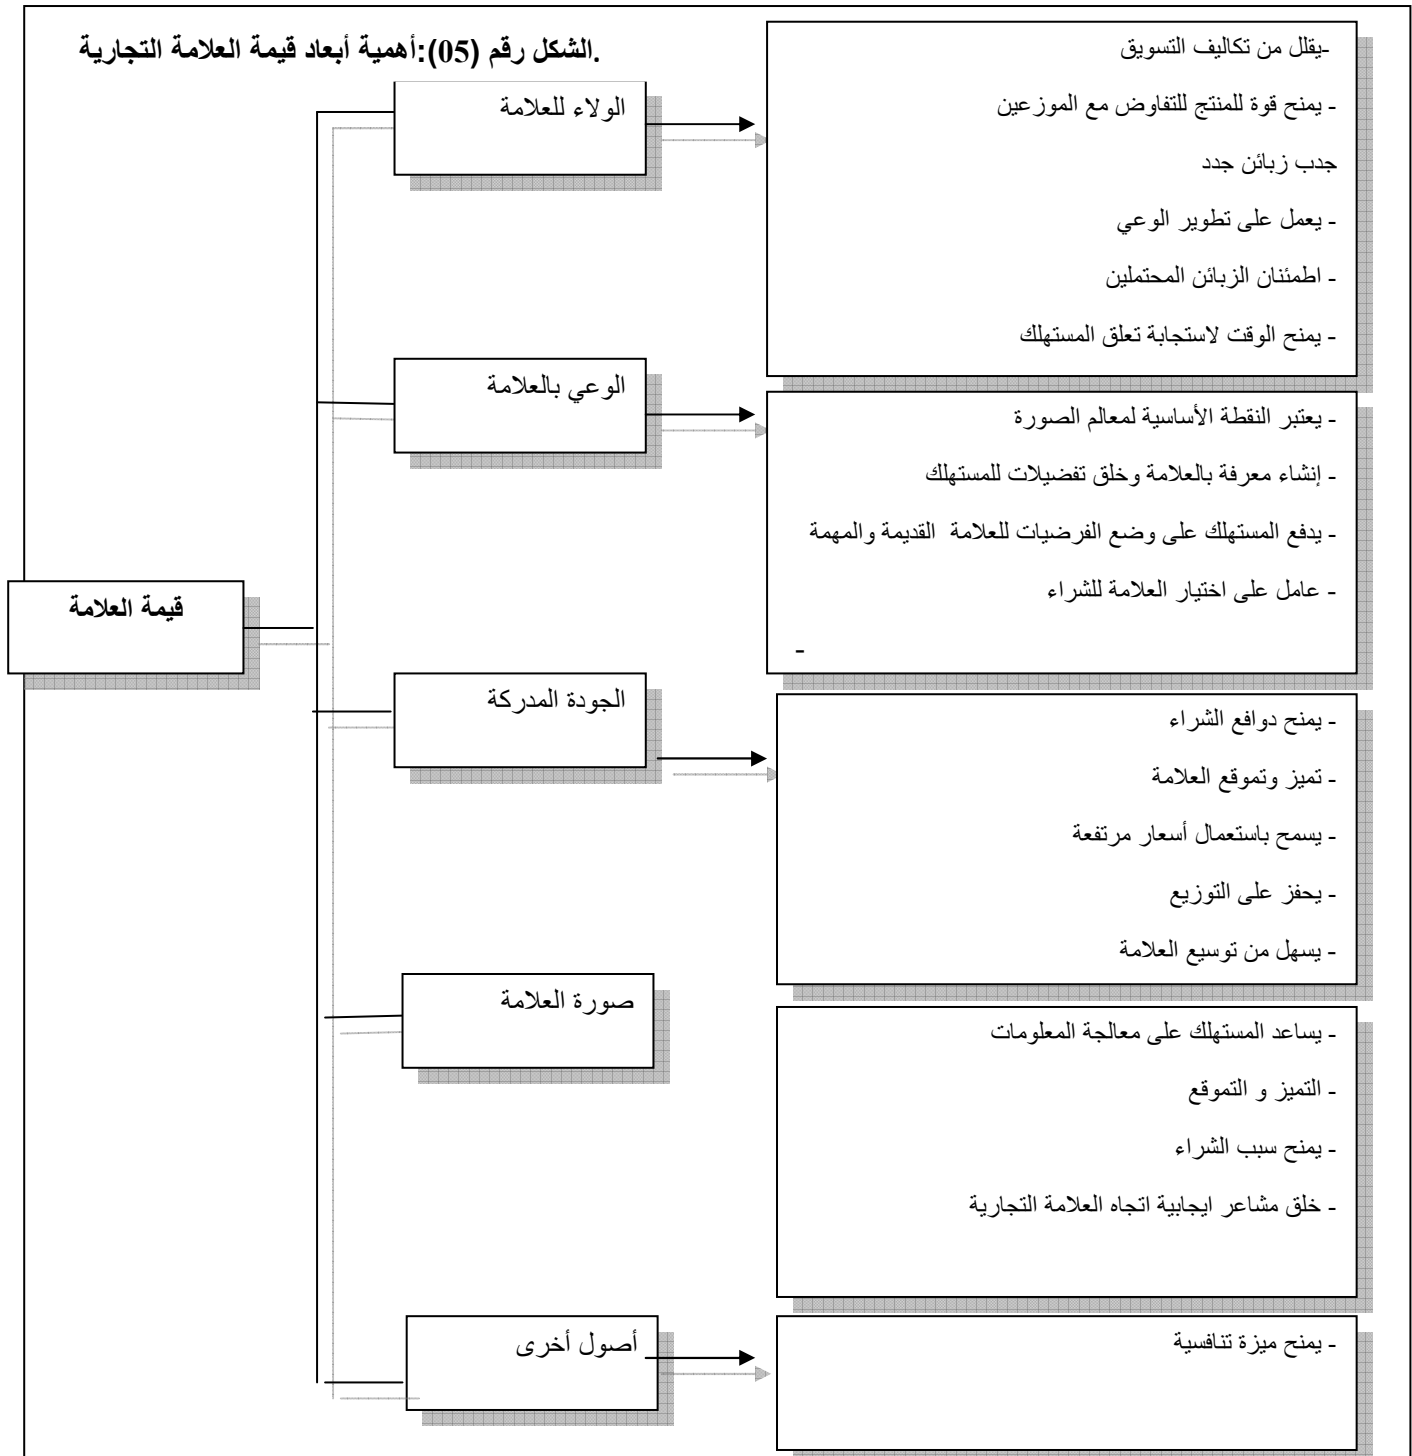 .الشكل رقم (05):أهمية أبعاد قيمة العلامة التجارية
قيمة العلامة
الولاء للعلامة
-يقلل من تكاليف التسويق
- يمنح قوة للمنتج للتفاوض مع الموزعين
جدب زبائن جدد
- يعمل على تطوير الوعي
- اطمئنان الزبائن المحتملين
- يمنح الوقت لاستجابة تعلق المستهلك
الوعي بالعلامة
- يعتبر النقطة الأساسية لمعالم الصورة
- إنشاء معرفة بالعلامة وخلق تفضيلات للمستهلك
- يدفع المستهلك على وضع الفرضيات للعلامة القديمة والمهمة
- عامل على اختيار العلامة للشراء
-
الجودة المدركة
- يمنح دوافع الشراء
- تميز وتموقع العلامة
- يسمح باستعمال أسعار مرتفعة
- يحفز على التوزيع
- يسهل من توسيع العلامة
صورة العلامة
- يساعد المستهلك على معالجة المعلومات
- التميز و التموقع
- يمنح سبب الشراء
- خلق مشاعر ايجابية اتجاه العلامة التجارية
أصول أخرى
- يمنح ميزة تنافسية